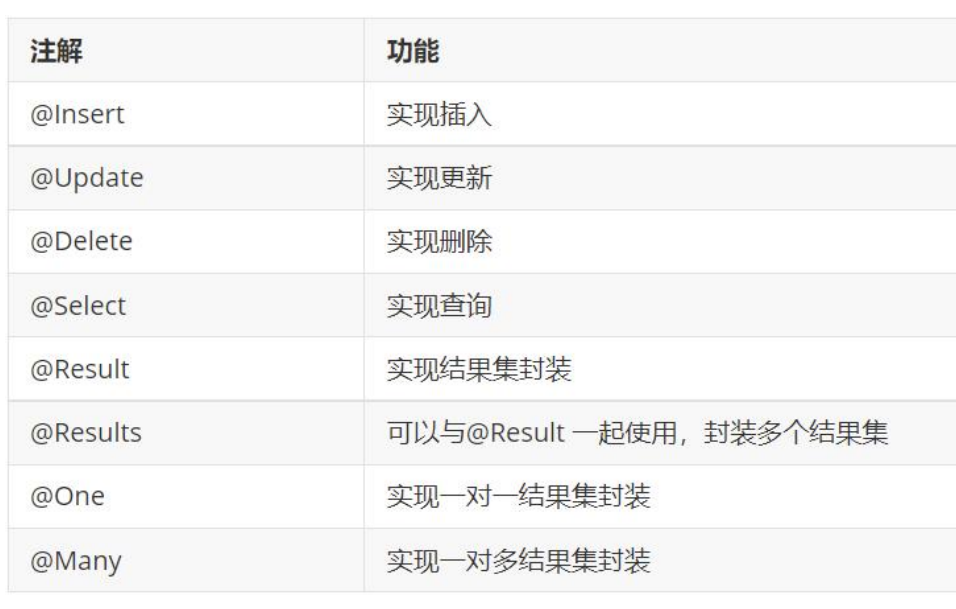 注解 功能
@Insert 实现插入
@Update 实现更新
@Delete 实现删除
@Select 实现查询
@Result 实现结果集封装
@Results 可以与@Result 一起使用，封装多个结果集
@One 实现一对一结果集封装
@Many 实现一对多结果集封装